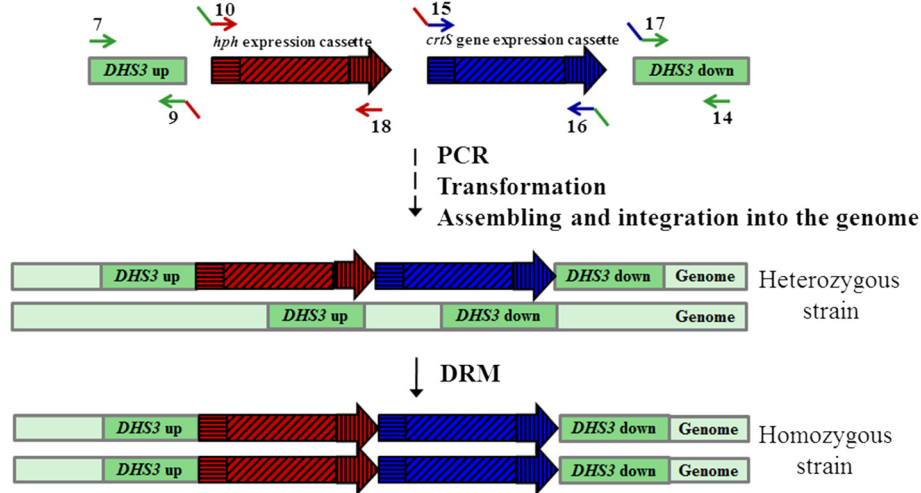 7
10
15
17
hph expression cassette
crtS gene expression cassette
DHS3 up
DHS3 down
9
18
16
14
PCR
Transformation
Assembling and integration into the genome
DHS3 up
DHS3 down
Genome
Heterozygous
strain
DHS3 up
DHS3 down
Genome
DRM
DHS3 up
DHS3 down
Genome
Homozygous
strain
DHS3 up
DHS3 down
Genome